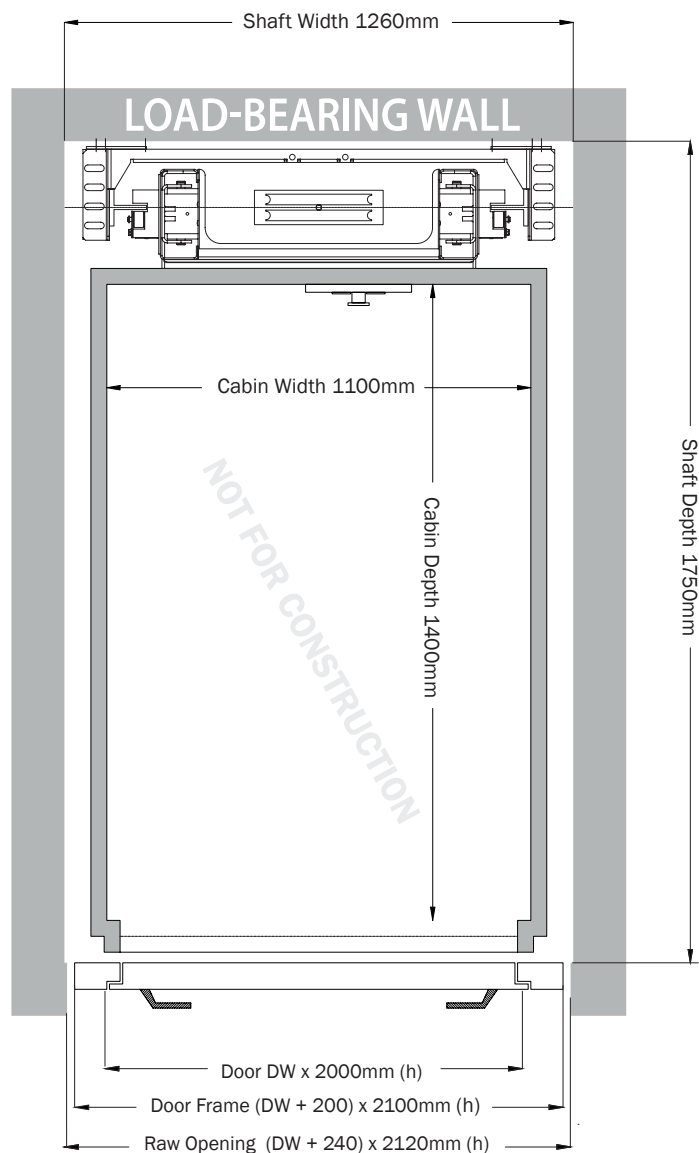 Shaft Width 1260mm
LOAD-BEARING WALL
Cabin Width 1100mm
Shaft Depth 1750mm
Cabin Depth 1400mm
NOT FOR CONSTRUCTION
Door DW x 2000mm (h)
Door Frame (DW + 200) x 2100mm (h)
Raw Opening (DW + 240) x 2120mm (h)